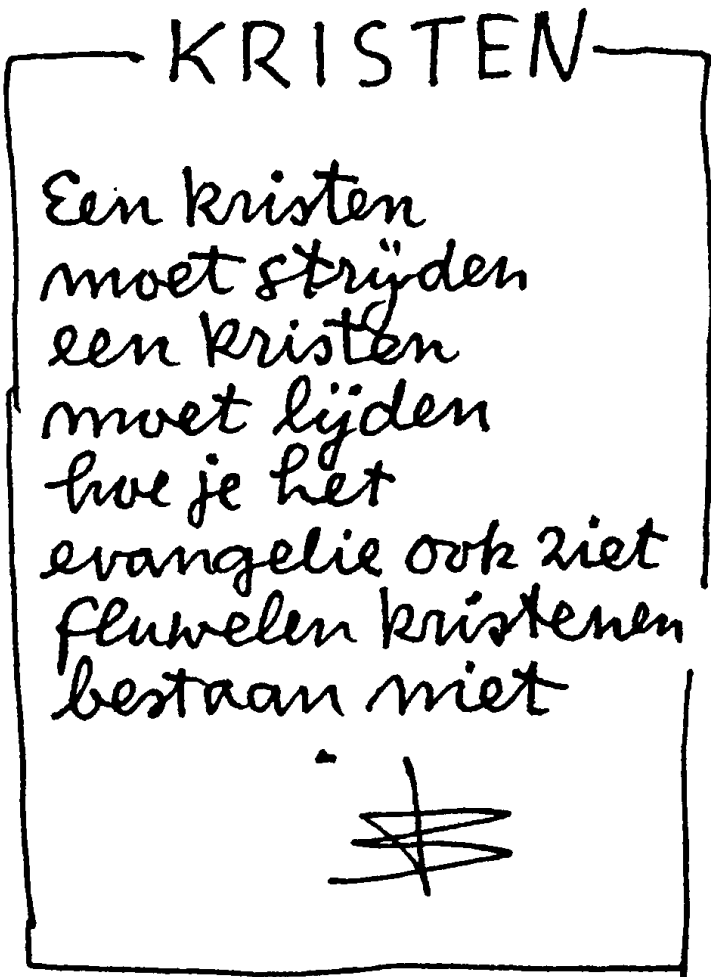 KRISTEN
Een kristen
moet strijden
een kristen
moet lijden
hoe je het
evangelie ook ziet
fluwelen kristenen
bestaan niet